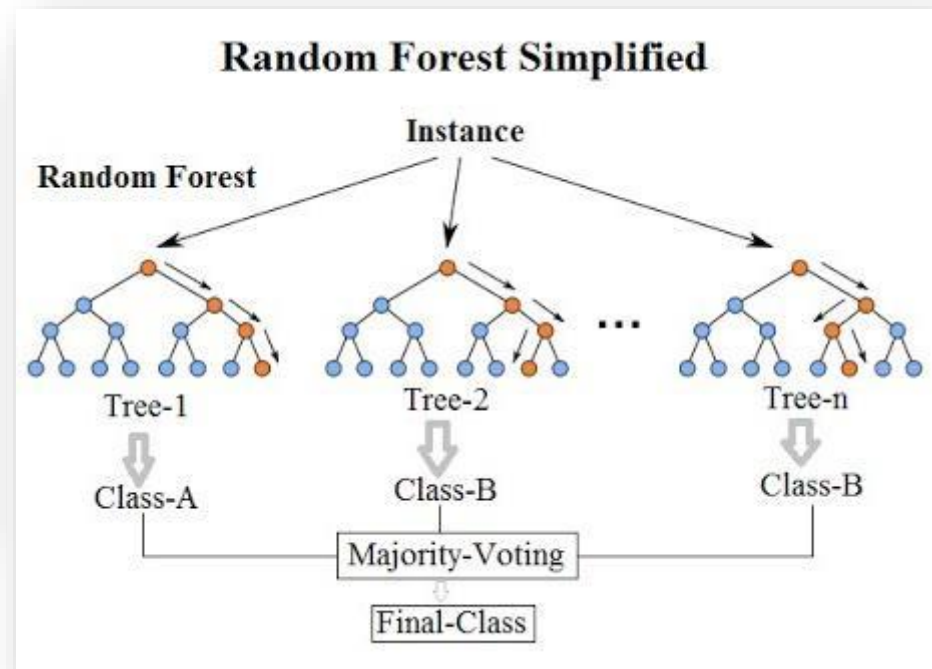 Random Forest Simplified
Instance
Random Forest
...
Tree-1
Tree-2
Tree-n
Class-A
Class-B
Class-B
Majority-Voting
Final-Class